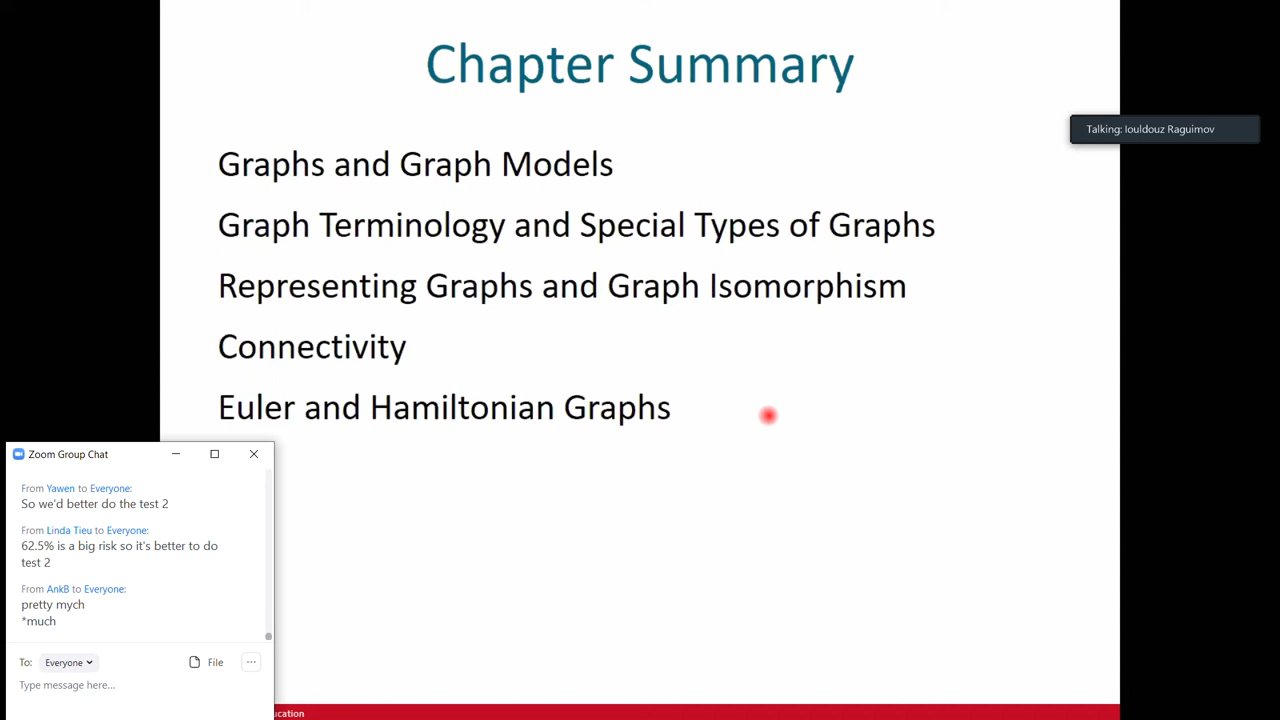 Chapter Summary
Talking: Iouldouz Raguimov
Graphs and Graph Models
Graph Terminology and Special Types of Graphs
Representing Graphs and Graph Isomorphism
Connectivity
Euler and Hamiltonian Graphs
Zoom Group Chat
From Yawen to Everyone:
So we'd better do the test 2
From Linda Tieu to Everyone:
62.5% is a big risk so it's better to do
test 2
From AnkB to Everyone:
pretty mych
*much
To: Everyone File
Type message here...
ucation